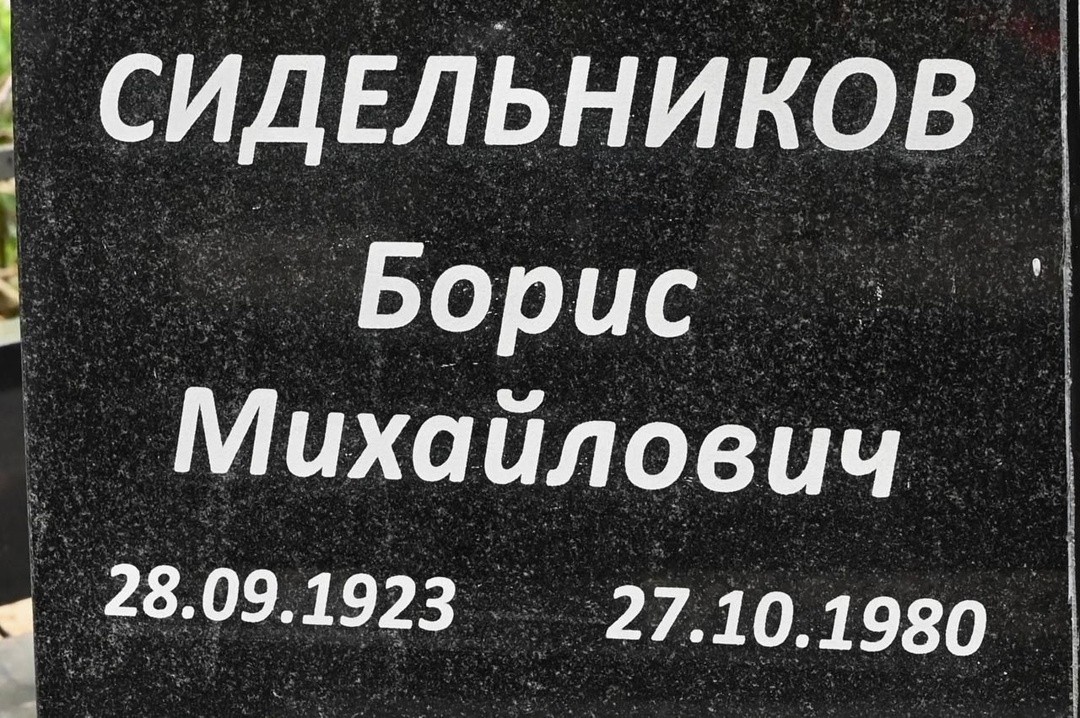 СИДЕЛЬНИКОВ
Борис
Михайлович
28.09.1923 27.10.1980